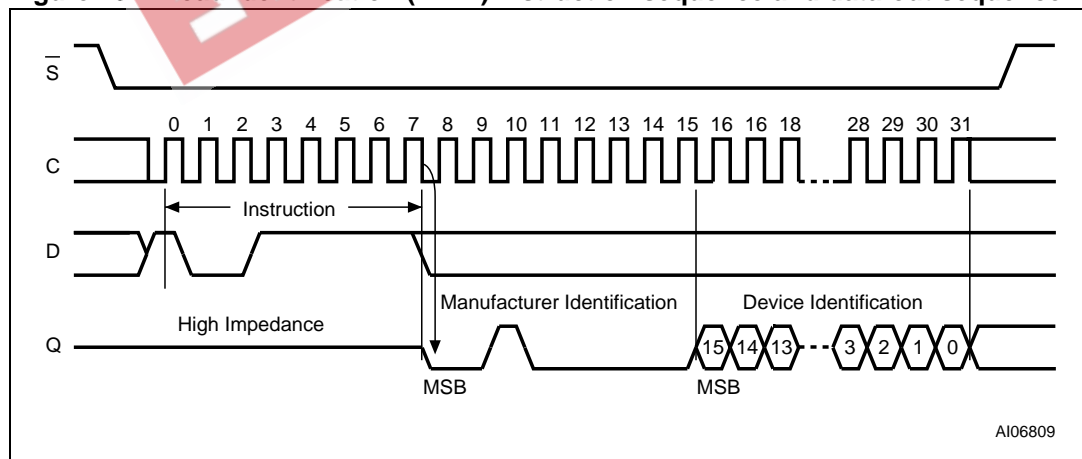 S
0 1 2 3 4 5 6 7 8 9 10 11 12 13 14 15 16 16 18 28 29 30 31
C
Instruction
D
Manufacturer Identification Device Identification
High Impedance
Q 15 14 13 3 2 1 0
MSB MSB
AI06809